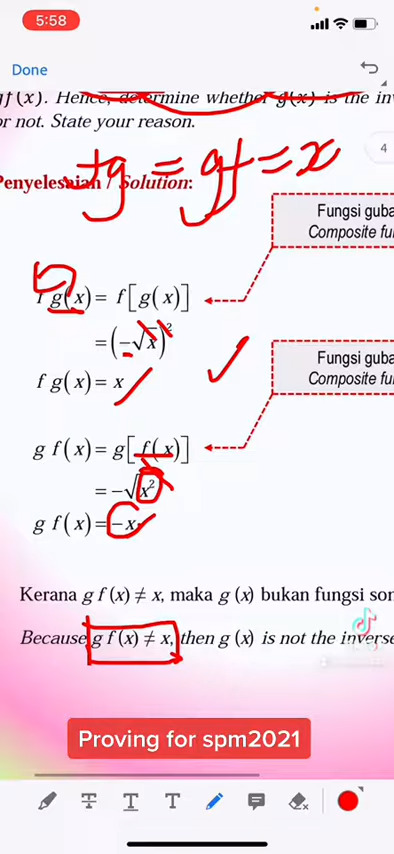 5:58
Done
gf(x). Hence, determine whether g(x) is the inv
or not. State your reason.
4
Penyelesaian / Solution:
fg = gf = x
Fungsi guba
Composite fu
f g(x) = f[g(x)]
= (−√x)²
f g(x) = x
Fungsi guba
Composite fu
g f(x) = g[f(x)]
= −√x²
g f(x) = −x
Kerana g f(x) ≠ x, maka g (x) bukan fungsi son
Because g f(x) ≠ x, then g (x) is not the inverse
Proving for spm2021
T T T